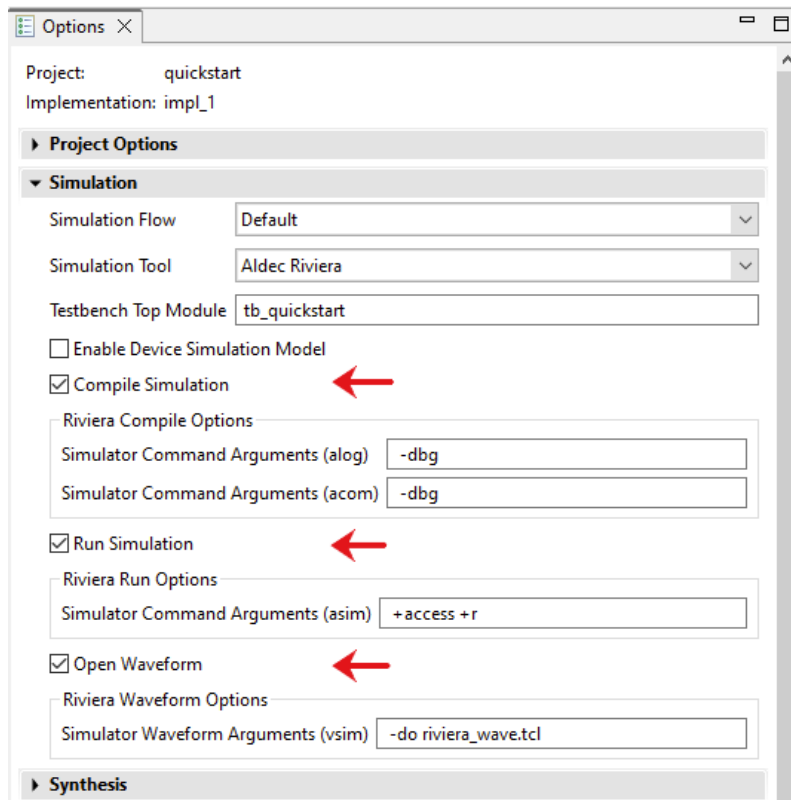 Options
Project: quickstart
Implementation: impl_1
Project Options
Simulation
Simulation Flow Default
Simulation Tool Aldec Riviera
Testbench Top Module tb_quickstart
Enable Device Simulation Model
Compile Simulation
Riviera Compile Options
Simulator Command Arguments (alog) -dbg
Simulator Command Arguments (acom) -dbg
Run Simulation
Riviera Run Options
Simulator Command Arguments (asim) +access +r
Open Waveform
Riviera Waveform Options
Simulator Waveform Arguments (vsim) -do riviera_wave.tcl
Synthesis